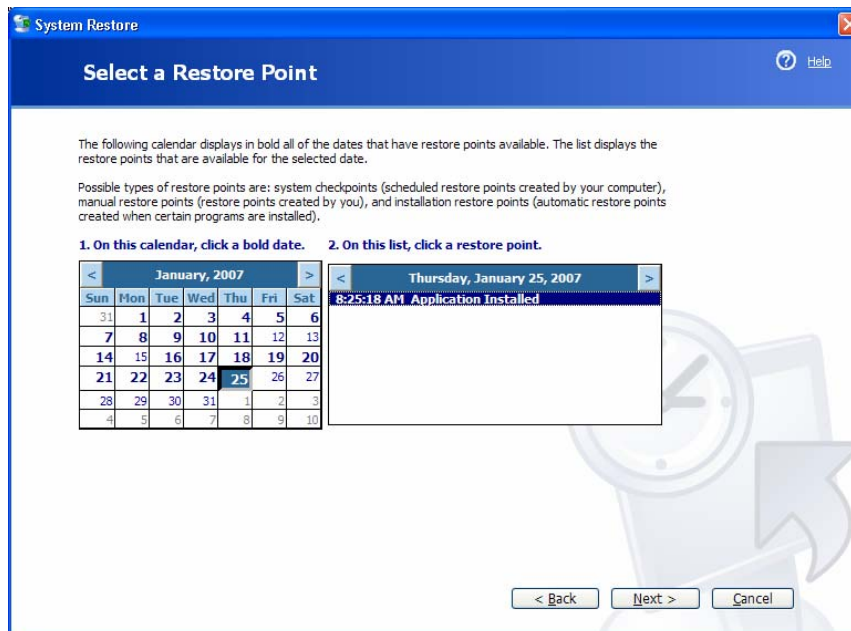 System Restore
Select a Restore Point
Help
The following calendar displays in bold all of the dates that have restore points available. The list displays the
restore points that are available for the selected date.
Possible types of restore points are: system checkpoints (scheduled restore points created by your computer),
manual restore points (restore points created by you), and installation restore points (automatic restore points
created when certain programs are installed).
1. On this calendar, click a bold date.
2. On this list, click a restore point.
< January, 2007 >
< Thursday, January 25, 2007 >
Sun Mon Tue Wed Thu Fri Sat
8:25:18 AM Application Installed
31 1 2 3 4 5 6
7 8 9 10 11 12 13
14 15 16 17 18 19 20
21 22 23 24 25 26 27
28 29 30 31 1 2 3
4 5 6 7 8 9 10
< Back Next > Cancel